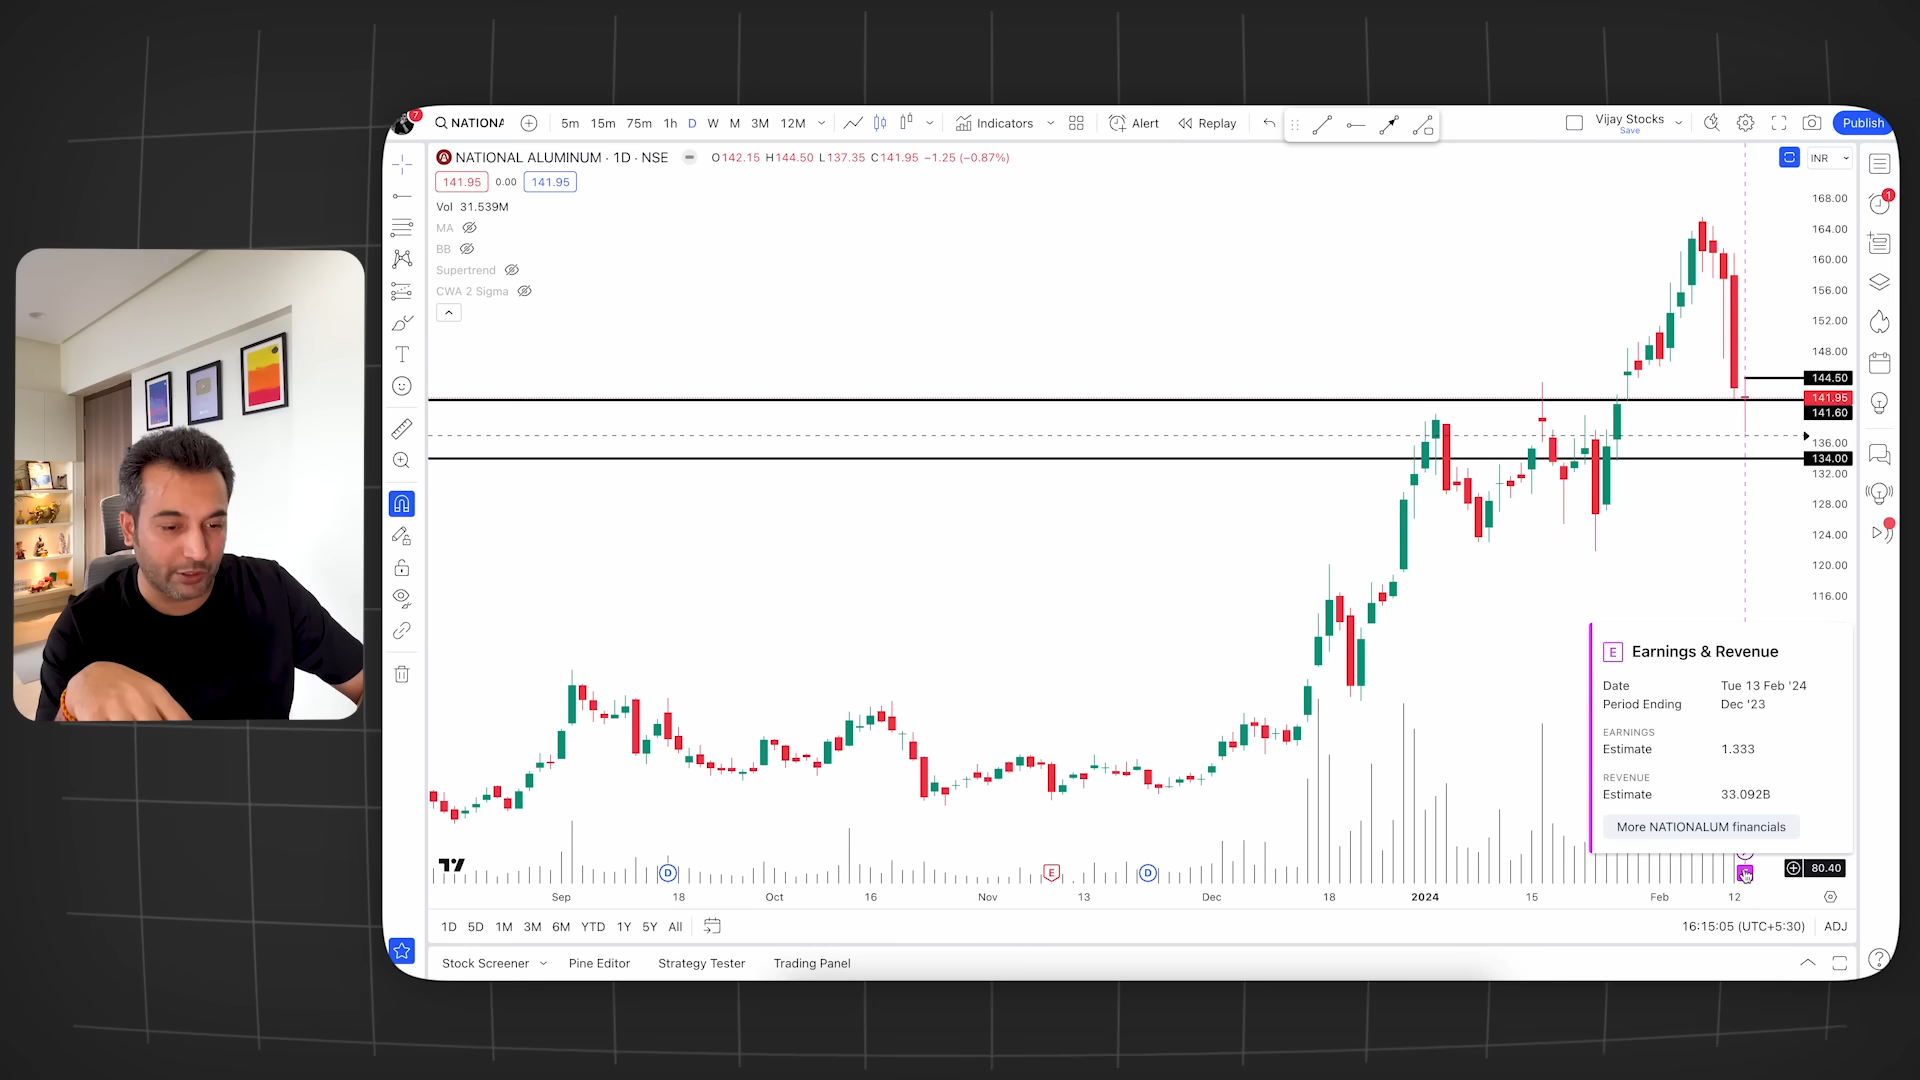 7
NATIONA
5m 15m 75m 1h D W M 3M 12M
Indicators
Alert
Replay
Vijay Stocks
Save
Publish
NATIONAL ALUMINUM · 1D · NSE
O142.15 H144.50 L137.35 C141.95 −1.25 (−0.87%)
INR
141.95 0.00 141.95
Vol 31.539M
MA
BB
Supertrend
CWA 2 Sigma
1
168.00
164.00
160.00
156.00
152.00
148.00
144.50
141.95
141.60
136.00
134.00
132.00
128.00
124.00
120.00
116.00
E Earnings & Revenue
Date Tue 13 Feb '24
Period Ending Dec '23
EARNINGS
Estimate 1.333
REVENUE
Estimate 33.092B
More NATIONALUM financials
D E D
80.40
Sep 18 Oct 16 Nov 13 Dec 18 2024 15 Feb 12
1D 5D 1M 3M 6M YTD 1Y 5Y All
16:15:05 (UTC+5:30) ADJ
Stock Screener Pine Editor Strategy Tester Trading Panel